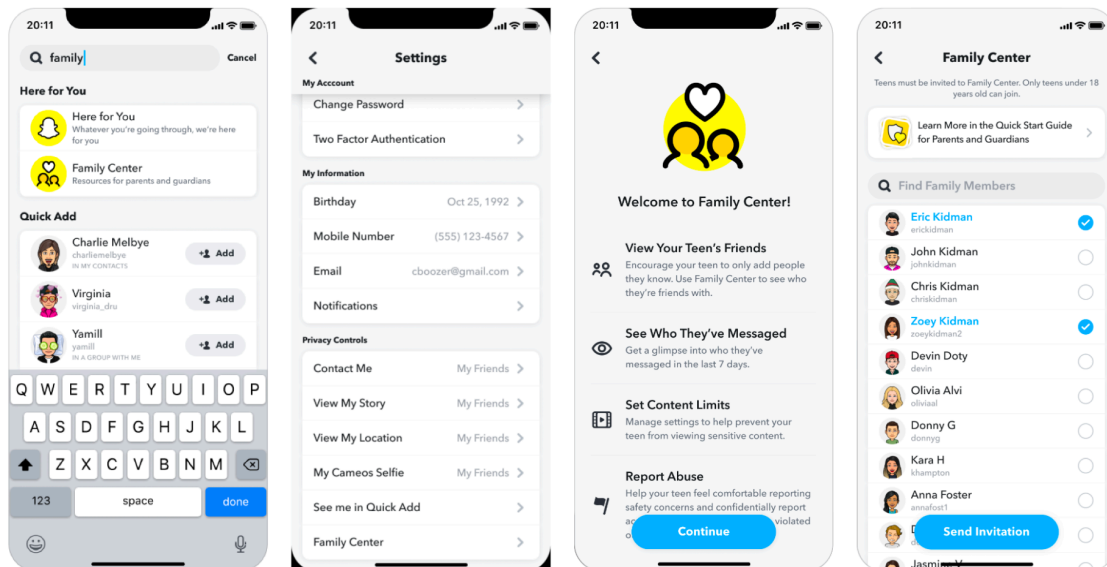 20:11
family
Cancel
Here for You
Here for You
Whatever you're going through, we're here
for you
Family Center
Resources for parents and guardians
Quick Add
Charlie Melbye
charliemelbye
IN MY CONTACTS
+ Add
Virginia
virginia_dru
+ Add
Yamill
yamill
IN A GROUP WITH ME
+ Add
Q W E R T Y U I O P
A S D F G H J K L
Z X C V B N M
123
space
done
20:11
Settings
My Acccount
Change Password
Two Factor Authentication
My Information
Birthday
Oct 25, 1992
Mobile Number
(555) 123-4567
Email
cboozer@gmail.com
Notifications
Privacy Controls
Contact Me
My Friends
View My Story
My Friends
View My Location
My Friends
My Cameos Selfie
My Friends
See me in Quick Add
Family Center
20:11
Welcome to Family Center!
View Your Teen's Friends
Encourage your teen to only add people
they know. Use Family Center to see who
they're friends with.
See Who They've Messaged
Get a glimpse into who they've
messaged in the last 7 days.
Set Content Limits
Manage settings to help prevent your
teen from viewing sensitive content.
Report Abuse
Help your teen feel comfortable reporting
safety concerns and confidentially report
violated
Continue
20:11
Family Center
Teens must be invited to Family Center. Only teens under 18
years old can join.
Learn More in the Quick Start Guide
for Parents and Guardians
Find Family Members
Eric Kidman
erickidman
John Kidman
johnkidman
Chris Kidman
chriskidman
Zoey Kidman
zoeykidman2
Devin Doty
devin
Olivia Alvi
oliviaal
Donny G
donnyg
Kara H
khampton
Anna Foster
annafost1
Send Invitation